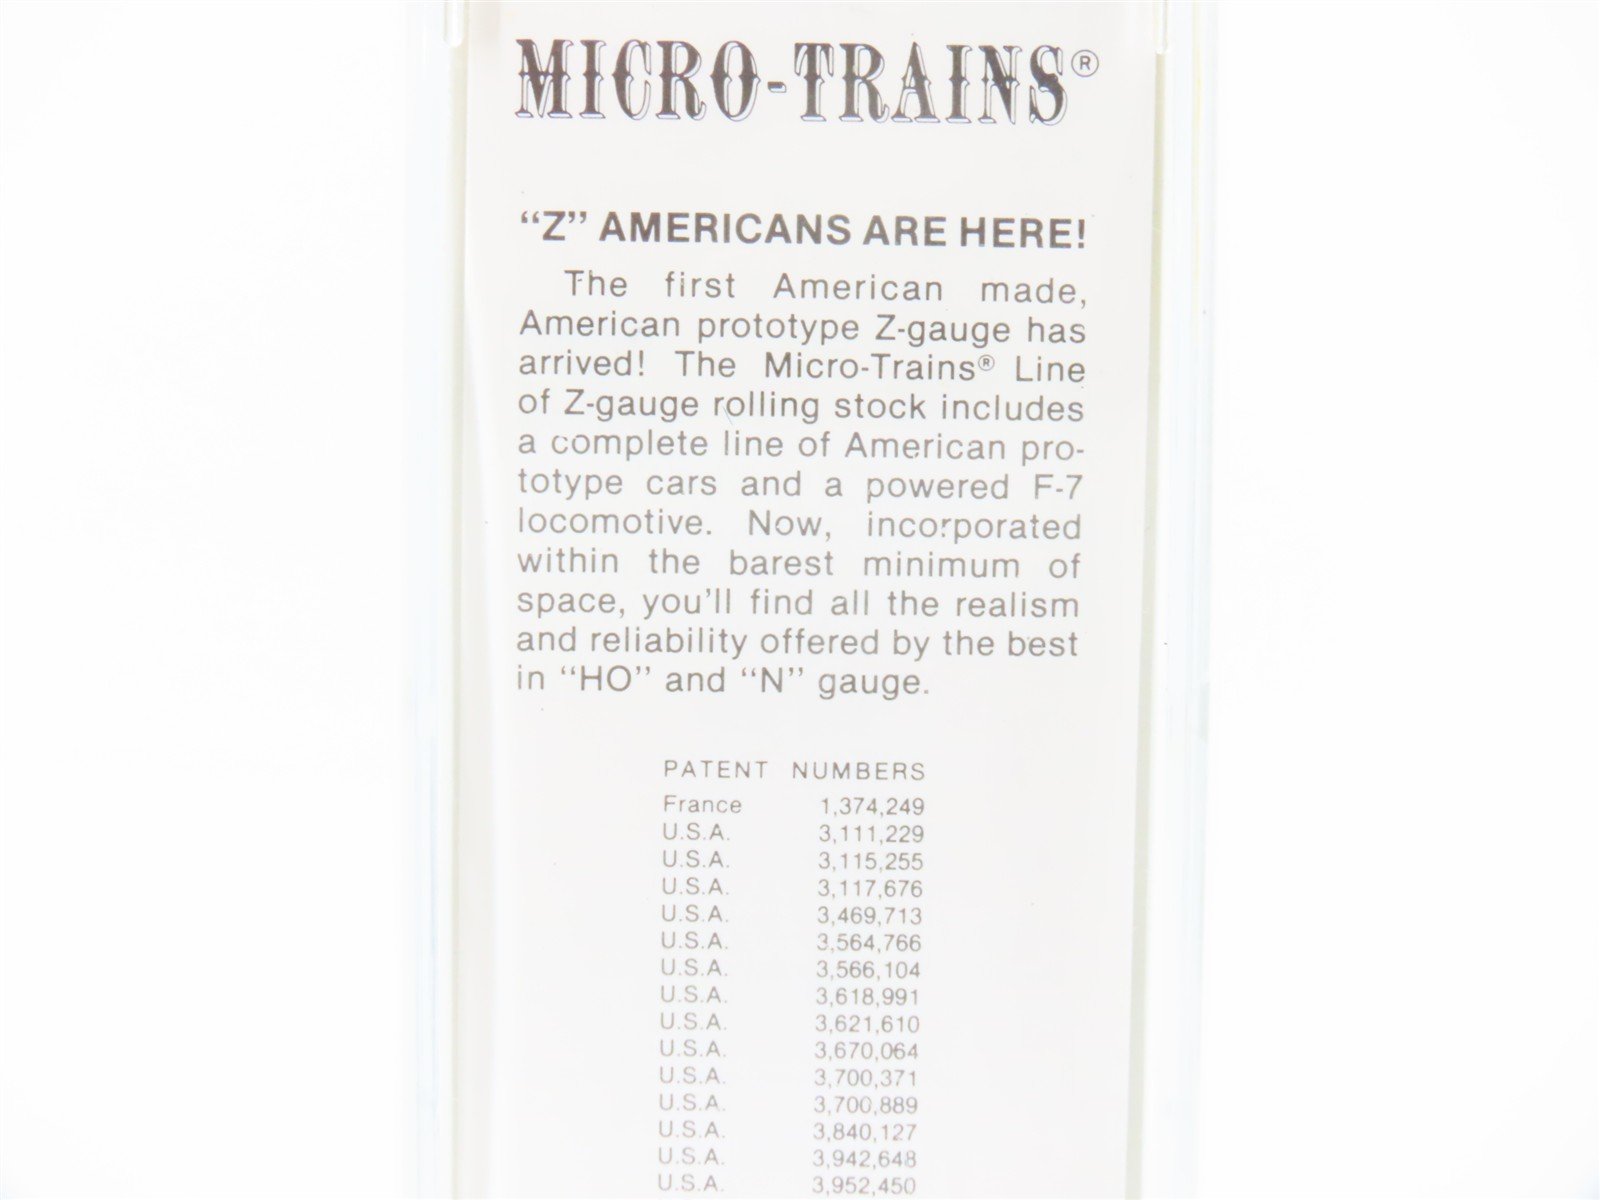 MICRO-TRAINS®
“Z” AMERICANS ARE HERE!
The first American made,
American prototype Z-gauge has
arrived! The Micro-Trains® Line
of Z-gauge rolling stock includes
a complete line of American pro-
totype cars and a powered F-7
locomotive. Now, incorporated
within the barest minimum of
space, you'll find all the realism
and reliability offered by the best
in “HO” and “N” gauge.
PATENT NUMBERS
France 1,374,249
U.S.A. 3,111,229
U.S.A. 3,115,255
U.S.A. 3,117,676
U.S.A. 3,469,713
U.S.A. 3,564,766
U.S.A. 3,566,104
U.S.A. 3,618,991
U.S.A. 3,621,610
U.S.A. 3,670,064
U.S.A. 3,700,371
U.S.A. 3,700,889
U.S.A. 3,840,127
U.S.A. 3,942,648
U.S.A. 3,952,450